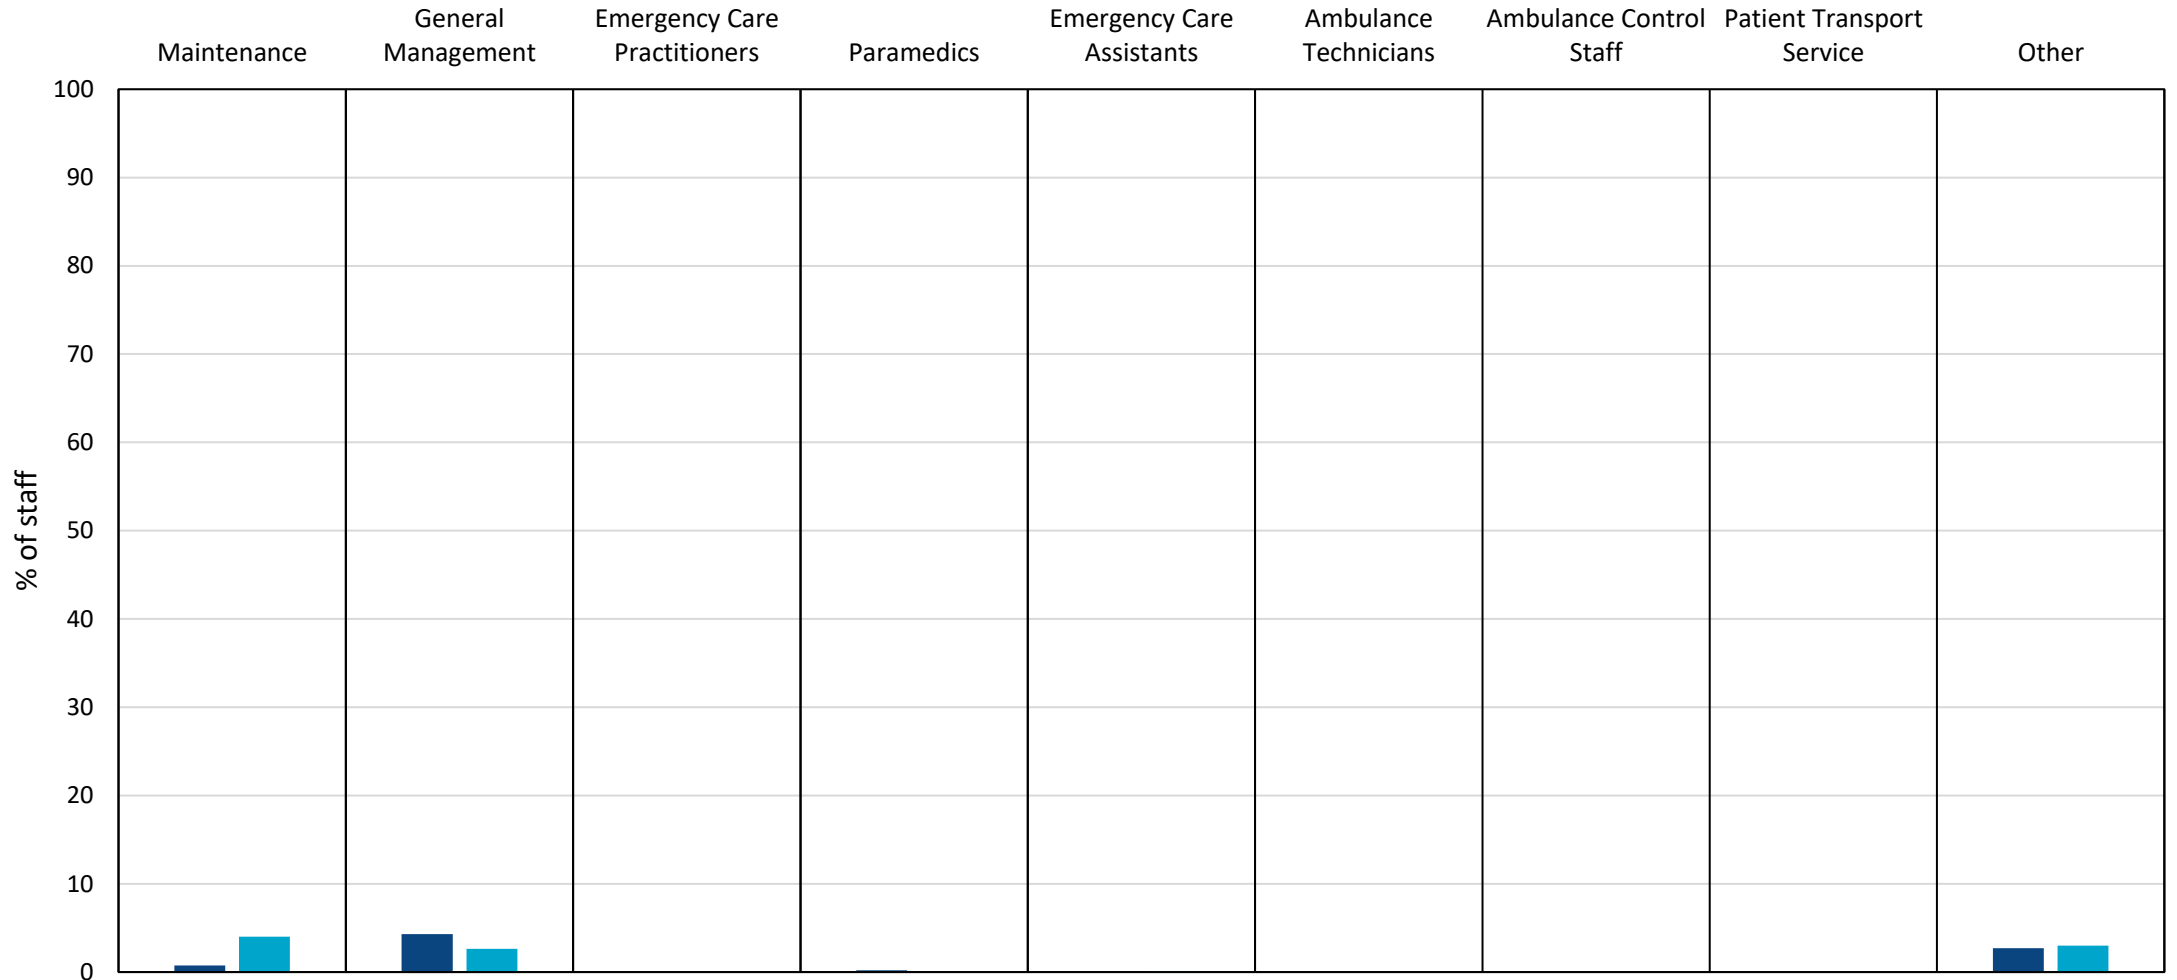 Maintenance
General
Management
Emergency Care
Practitioners
Paramedics
Emergency Care
Assistants
Ambulance
Technicians
Ambulance Control
Staff
Patient Transport
Service
Other
100
90
80
70
60
50
40
30
20
10
0
% of staff